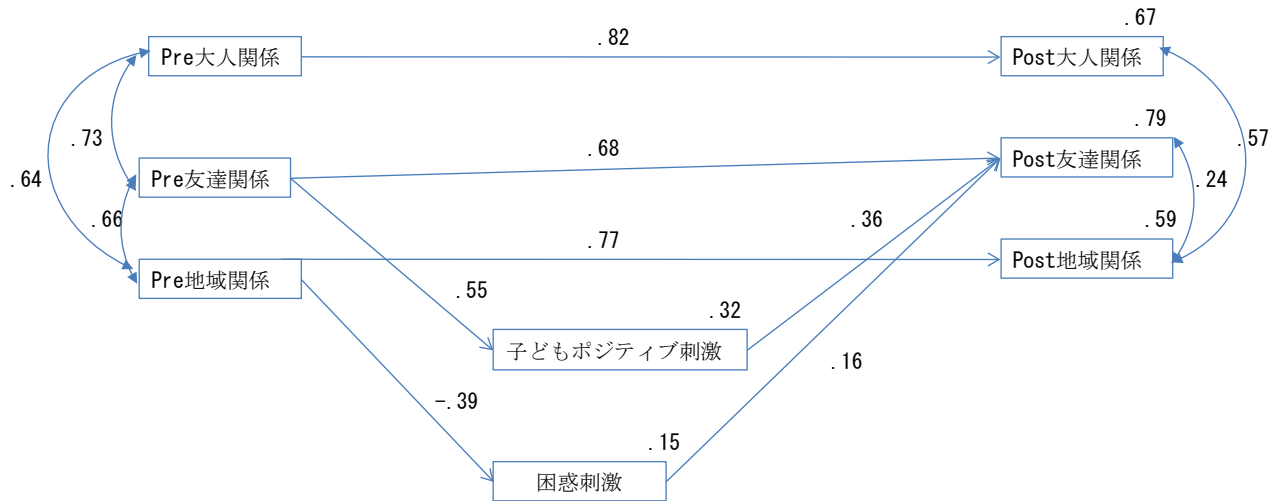 .67
.82
Pre大人関係
Post大人関係
.79
.73
.57
.68
Post友達関係
.64
Pre友達関係
.24
.66
.36
.59
.77
Pre地域関係
Post地域関係
.55
.32
子どもポジティブ刺激
.16
-.39
.15
困惑刺激